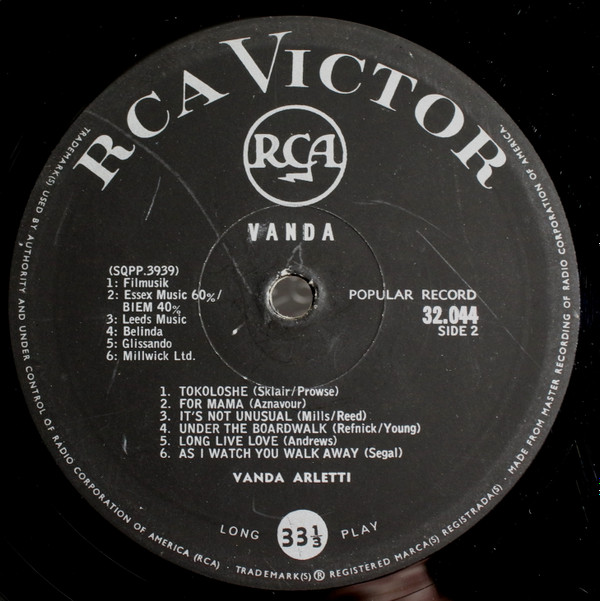 RCA VICTOR
RCA
VANDA
(SQPP.3939)
1: Filmusik
2: Essex Music 60%/
BIEM 40%
3: Leeds Music
4: Belinda
5: Glissando
6: Millwick Ltd.
POPULAR RECORD
32.044
SIDE 2
1. TOKOLOSHE (Sklair/Prowse)
2. FOR MAMA (Aznavour)
3. IT'S NOT UNUSUAL (Mills/Reed)
4. UNDER THE BOARDWALK (Refnick/Young)
5. LONG LIVE LOVE (Andrews)
6. AS I WATCH YOU WALK AWAY (Segal)
VANDA ARLETTI
LONG 33⅓ PLAY
TRADEMARK(S) USED BY AUTHORITY AND UNDER CONTROL OF RADIO CORPORATION OF AMERICA (RCA) · TRADEMARK(S) ® REGISTERED MARCA(S) REGISTRADA(S) · MADE FROM MASTER RECORDING OF RADIO CORPORATION OF AMERICA.